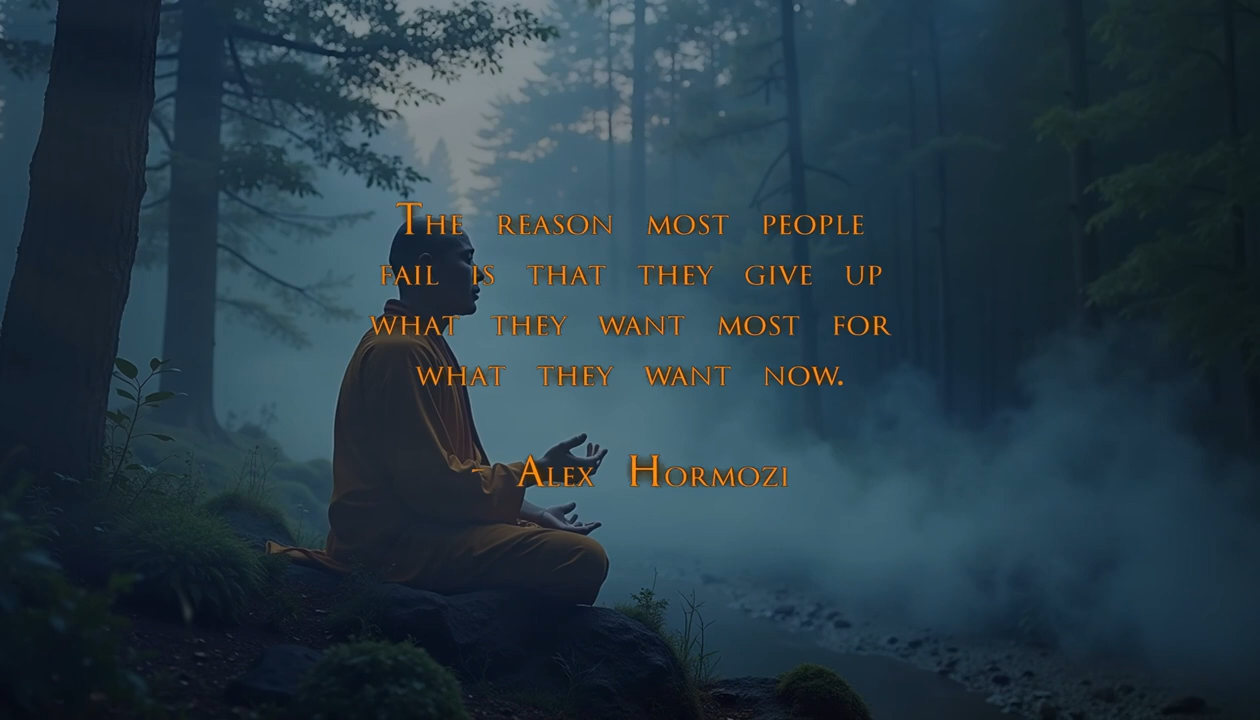 The reason most people
fail is that they give up
what they want most for
what they want now.
- Alex Hormozi